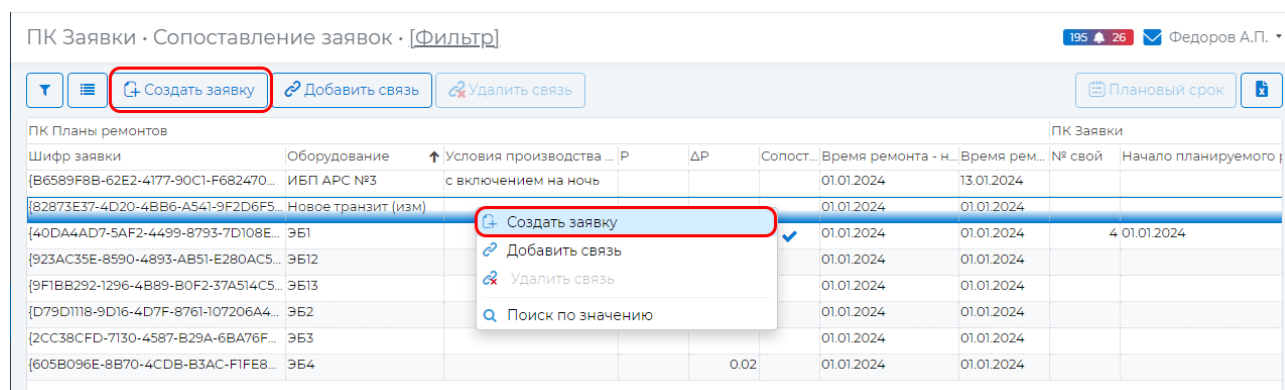 ПК Заявки · Сопоставление заявок · [Фильтр] 195 26 Федоров А.П.
Создать заявку Добавить связь Удалить связь Плановый срок
ПК Планы ремонтов ПК Заявки
Шифр заявки Оборудование Условия производства ... Р ΔР Сопост... Время ремонта - н... Время рем... № свой Начало планируемого р
{B6589F8B-62E2-4177-90C1-F682470... ИБП АРС №3 с включением на ночь 01.01.2024 13.01.2024
{82873E37-4D20-4BB6-A541-9F2D6F5... Новое транзит (изм) 01.01.2024 01.01.2024
Создать заявку
{40DA4AD7-5AF2-4499-8793-7D108E... ЭБ1 01.01.2024 01.01.2024 4 01.01.2024
Добавить связь
{923AC35E-8590-4893-AB51-E280AC5... ЭБ12 01.01.2024 01.01.2024
Удалить связь
{9F1BB292-1296-4B89-B0F2-37A514C5... ЭБ13 01.01.2024 01.01.2024
{D79D1118-9D16-4D7F-8761-107206A4... ЭБ2 01.01.2024 01.01.2024
Поиск по значению
{2CC38CFD-7130-4587-B29A-6BA76F... ЭБ3 01.01.2024 01.01.2024
{605B096E-8B70-4CDB-B3AC-F1FE8... ЭБ4 0.02 01.01.2024 01.01.2024